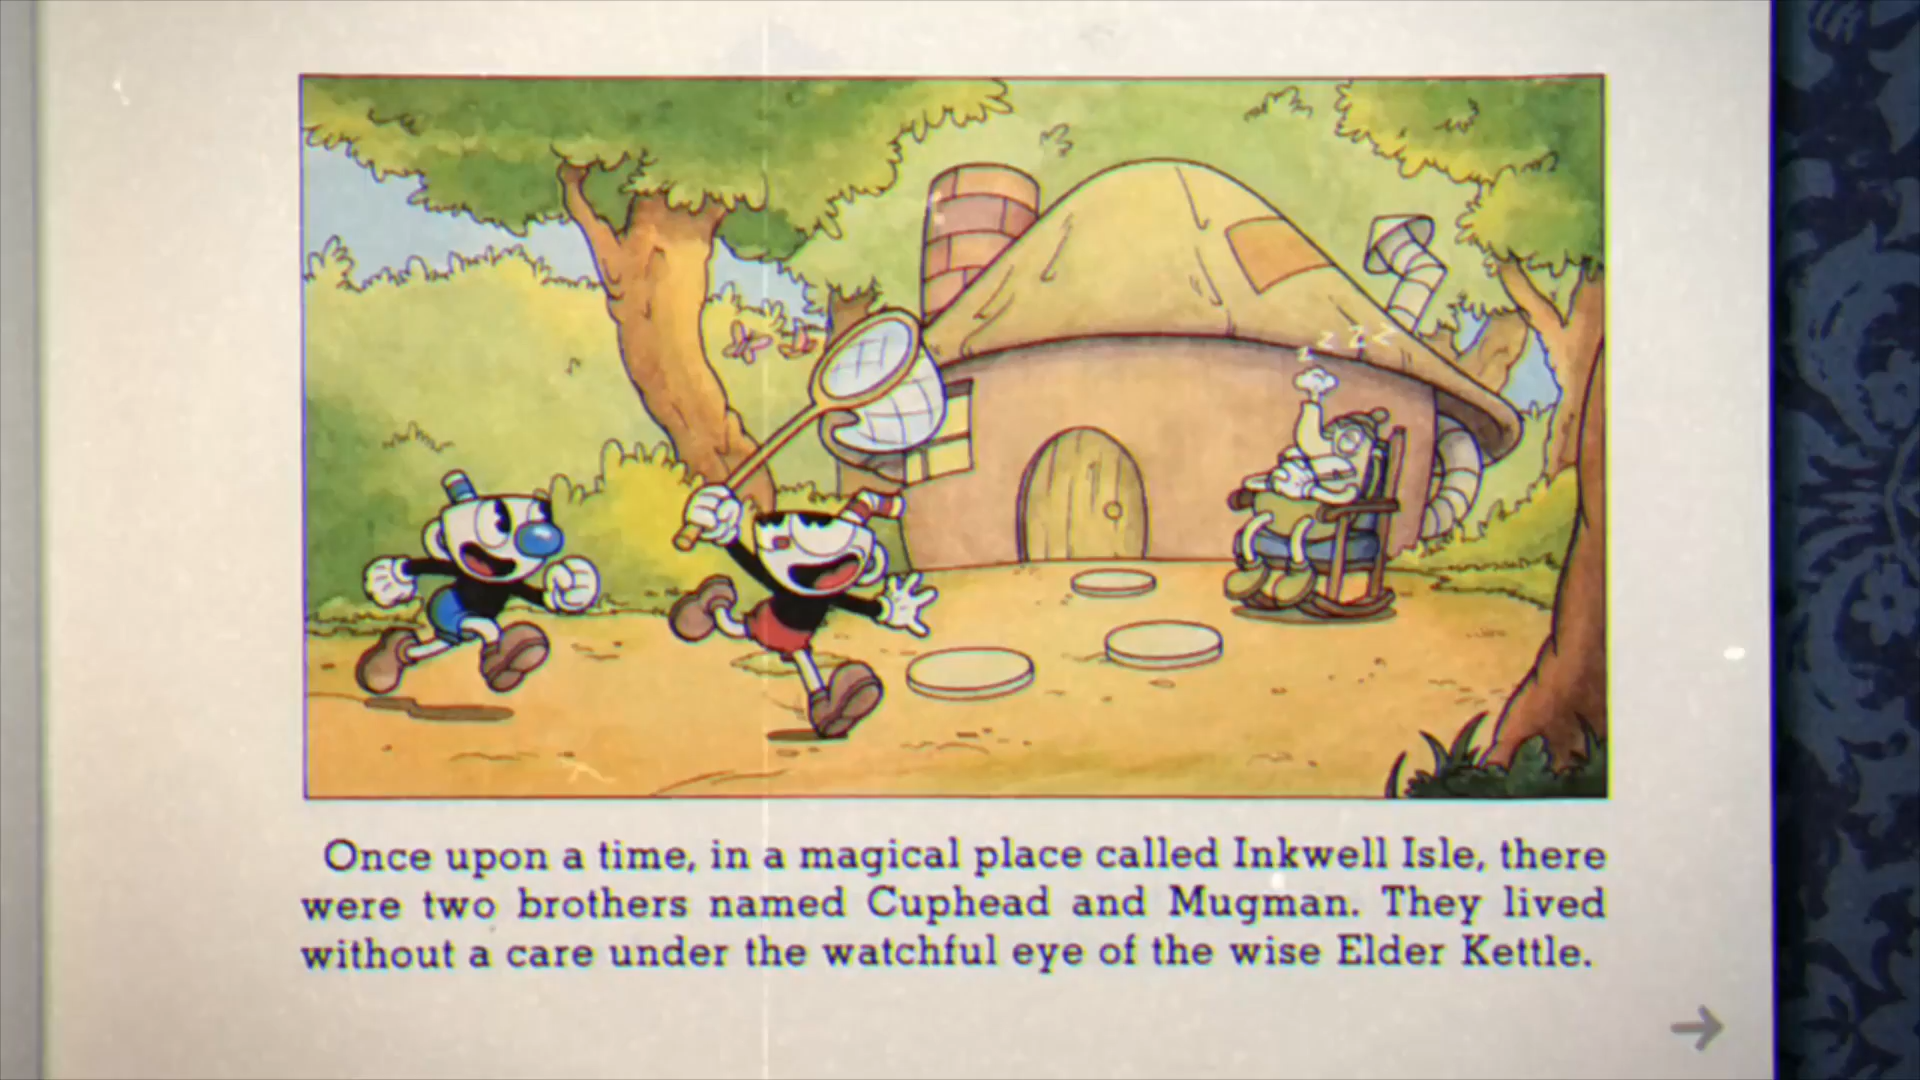 z z z z
Once upon a time, in a magical place called Inkwell Isle, there
were two brothers named Cuphead and Mugman. They lived
without a care under the watchful eye of the wise Elder Kettle.